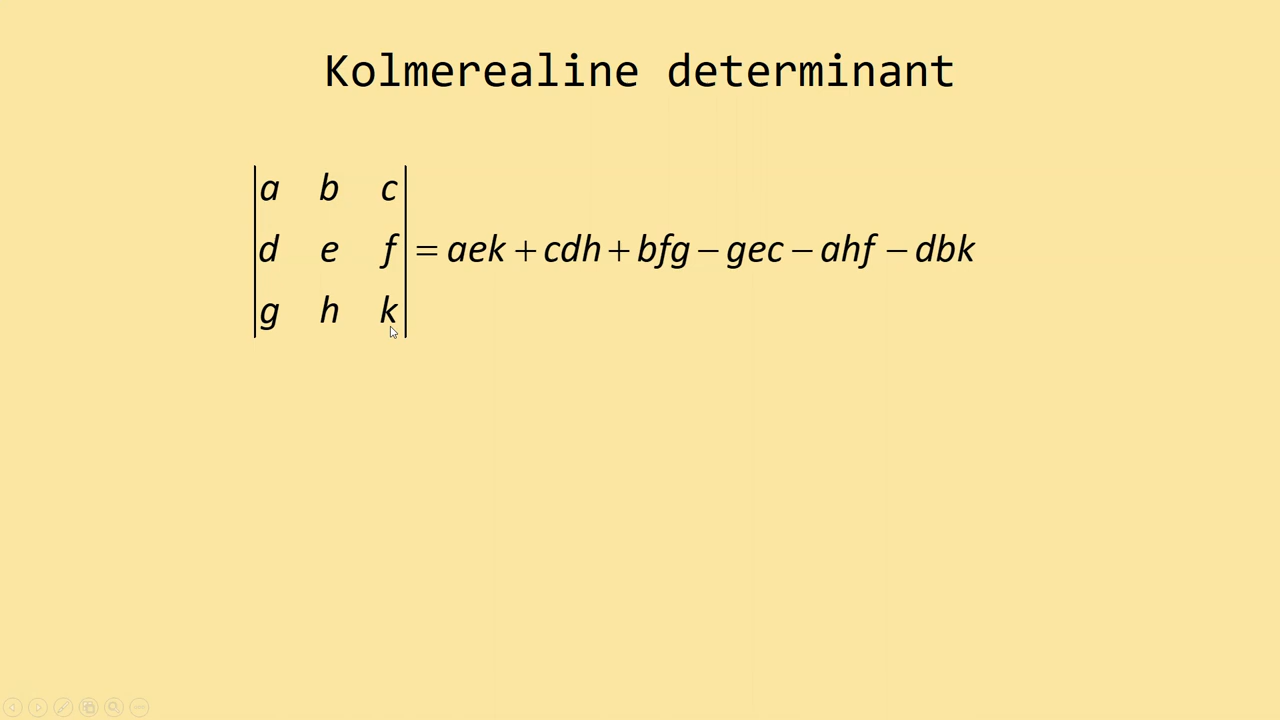 Kolmerealine determinant
|a b c|
|d e f| = aek + cdh + bfg − gec − ahf − dbk
|g h k|